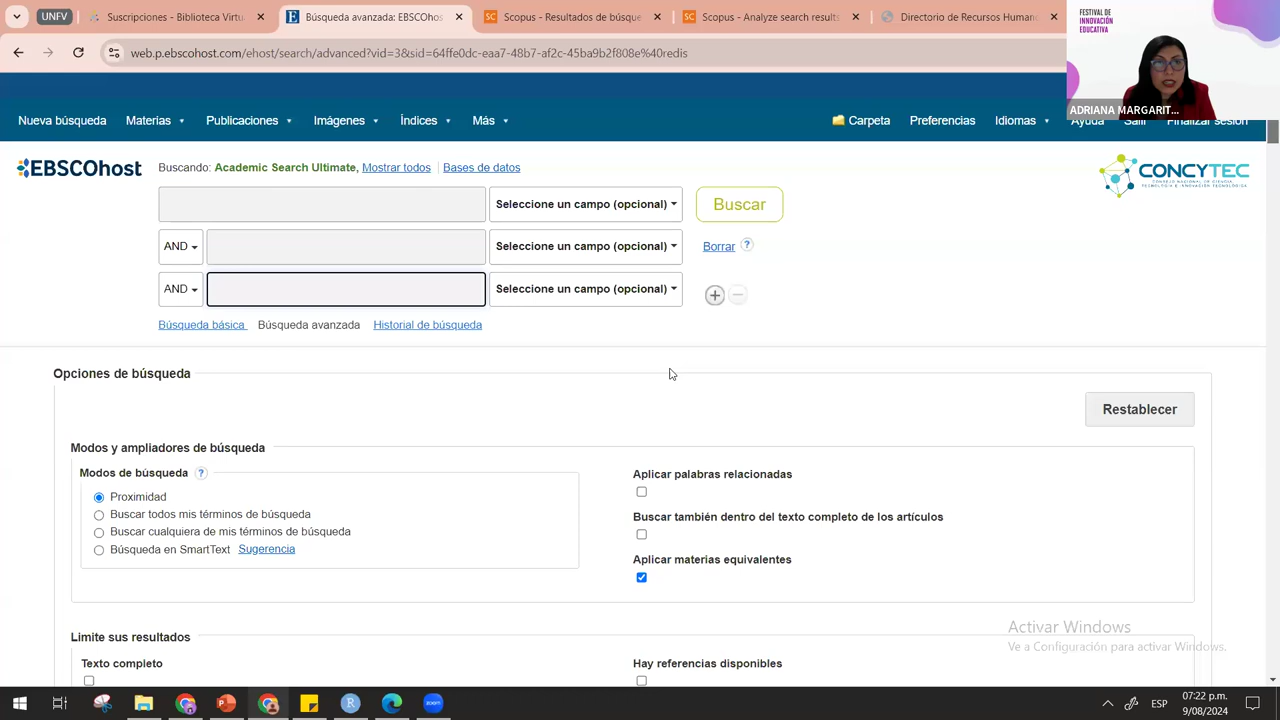 UNFV
Suscripciones - Biblioteca Virtu
Búsqueda avanzada: EBSCOhos
Scopus - Resultados de búsque
Scopus - Analyze search results
Directorio de Recursos Humano
FESTIVAL DE
INNOVACIÓN
EDUCATIVA
web.p.ebscohost.com/ehost/search/advanced?vid=3&sid=64ffe0dc-eaa7-48b7-af2c-45ba9b2f808e%40redis
ADRIANA MARGARIT...
Nueva búsqueda
Materias
Publicaciones
Imágenes
Índices
Más
Carpeta
Preferencias
Idiomas
Ayuda
Salir
Finalizar sesión
EBSCOhost
Buscando: Academic Search Ultimate, Mostrar todos
Bases de datos
CONCYTEC
CONSEJO NACIONAL DE CIENCIA,
TECNOLOGÍA E INNOVACIÓN TECNOLÓGICA
Seleccione un campo (opcional)
Buscar
AND
Seleccione un campo (opcional)
Borrar
?
AND
Seleccione un campo (opcional)
Búsqueda básica
Búsqueda avanzada
Historial de búsqueda
Opciones de búsqueda
Restablecer
Modos y ampliadores de búsqueda
Modos de búsqueda ?
Proximidad
Buscar todos mis términos de búsqueda
Buscar cualquiera de mis términos de búsqueda
Búsqueda en SmartText Sugerencia
Aplicar palabras relacionadas
Buscar también dentro del texto completo de los artículos
Aplicar materias equivalentes
Limite sus resultados
Texto completo
Hay referencias disponibles
Activar Windows
Ve a Configuración para activar Windows.
ESP
07:22 p.m.
9/08/2024